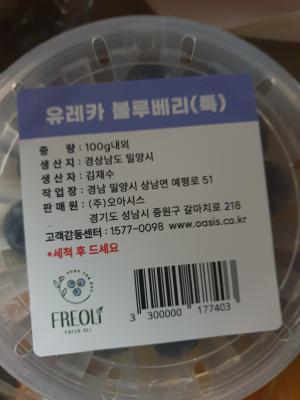 유레카 블루베리(특)
중 량 : 100g내외
생 산 지 : 경상남도 밀양시
생 산 자 : 김재수
작 업 장 : 경남 밀양시 상남면 예평로 51
판 매 원 : (주)오아시스
경기도 성남시 중원구 갈마치로 218
고객감동센터 : 1577-0098 www.oasis.co.kr
*세척 후 드세요
FREOLi
FRESH OLI
3 300000 177403